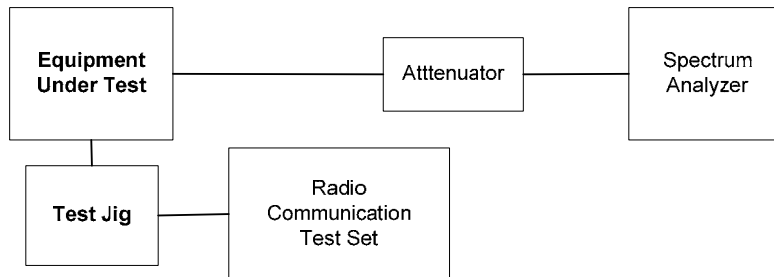 Equipment
Under Test
Atttenuator
Spectrum
Analyzer
Test Jig
Radio
Communication
Test Set